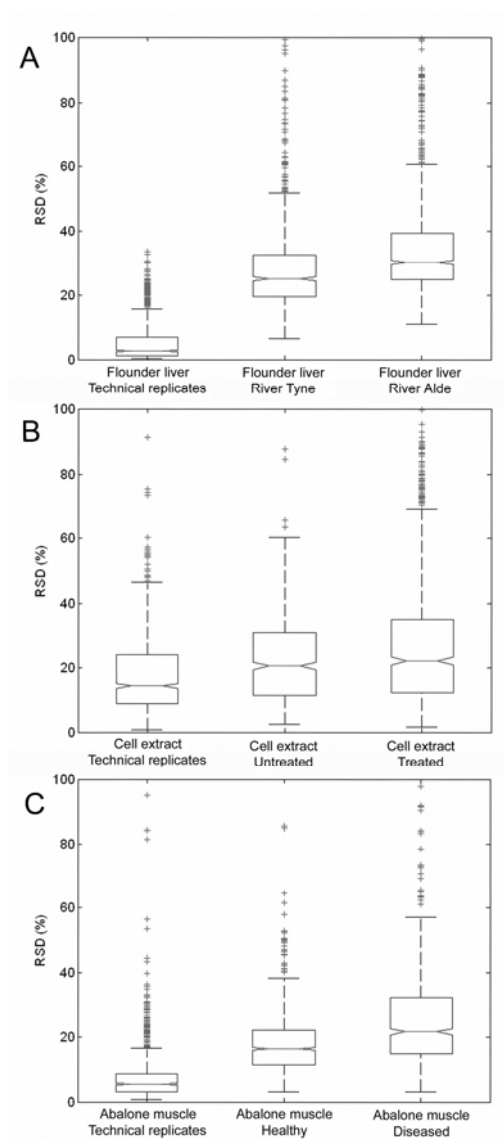 A
100
80
60
40
20
0
RSD (%)
Flounder liver
Technical replicates
Flounder liver
River Tyne
Flounder liver
River Alde
B
100
80
60
40
20
0
RSD (%)
Cell extract
Technical replicates
Cell extract
Untreated
Cell extract
Treated
C
100
80
60
40
20
0
RSD (%)
Abalone muscle
Technical replicates
Abalone muscle
Healthy
Abalone muscle
Diseased